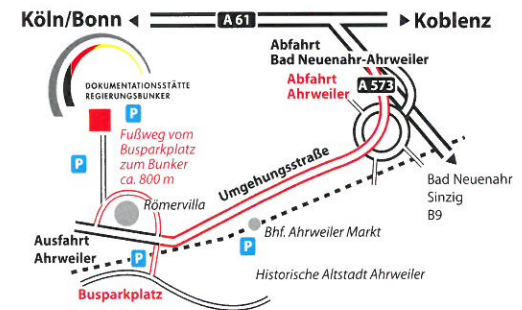 Köln/Bonn
A 61
Koblenz
Abfahrt
Bad Neuenahr-Ahrweiler
Abfahrt
Ahrweiler
A 573
DOKUMENTATIONSSTÄTTE
REGIERUNGSBUNKER
P
Fußweg vom
Busparkplatz
zum Bunker
ca. 800 m
P
Umgehungsstraße
Bad Neuenahr
Sinzig
B9
Römervilla
Bhf. Ahrweiler Markt
P
Ausfahrt
Ahrweiler
P
Historische Altstadt Ahrweiler
Busparkplatz